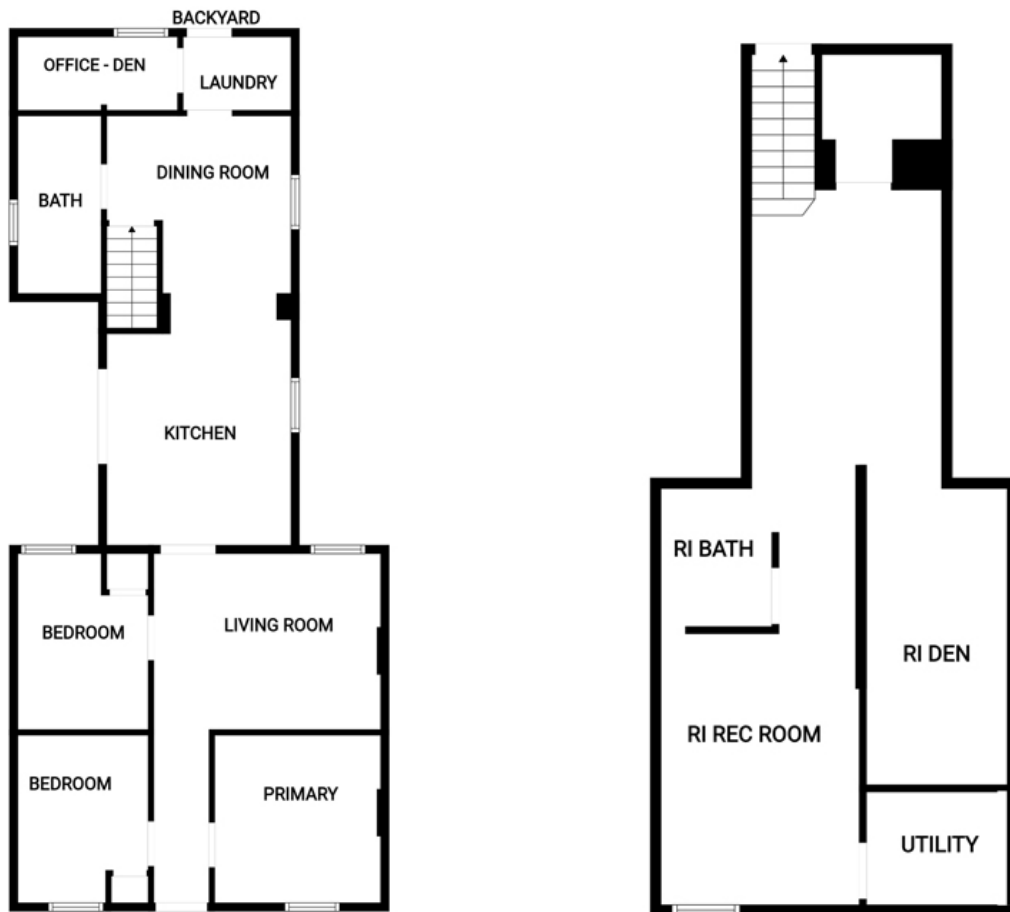 BACKYARD
OFFICE - DEN
LAUNDRY
DINING ROOM
BATH
KITCHEN
BEDROOM
LIVING ROOM
BEDROOM
PRIMARY
RI BATH
RI DEN
RI REC ROOM
UTILITY